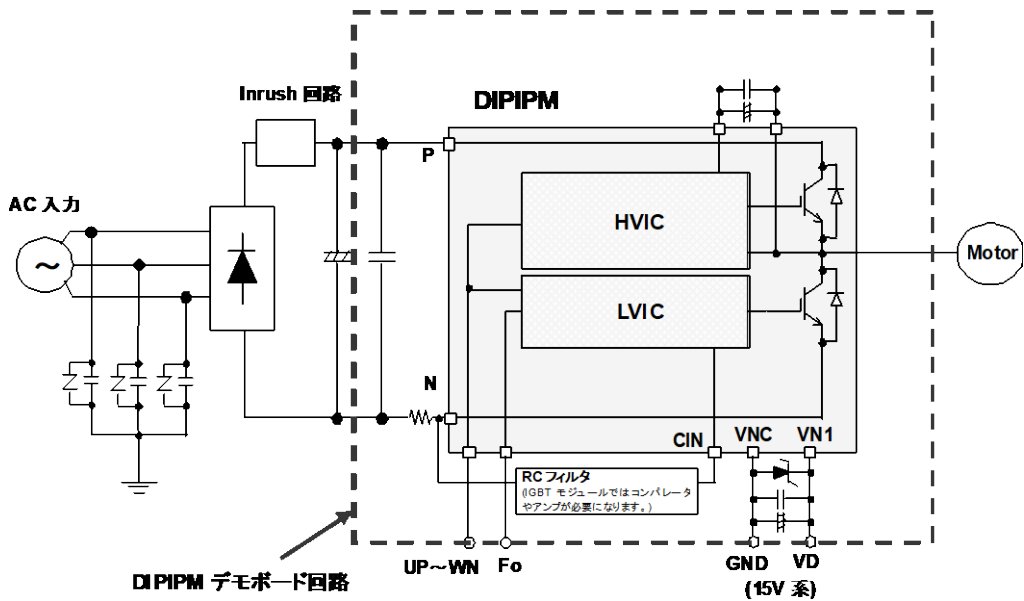 Inrush 回路
DIPIPM
P
AC 入力
～
HVIC
Motor
LVIC
N
CIN
VNC
VN1
RC フィルタ
(IGBT モジュールではコンパレータ
やアンプが必要になります。)
UP～WN
Fo
GND
VD
(15V 系)
DIPIPM デモボード回路